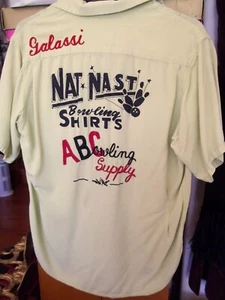 Galassi
NAT NAST
Bowling
SHIRTS
ABC
Bowling
Supply